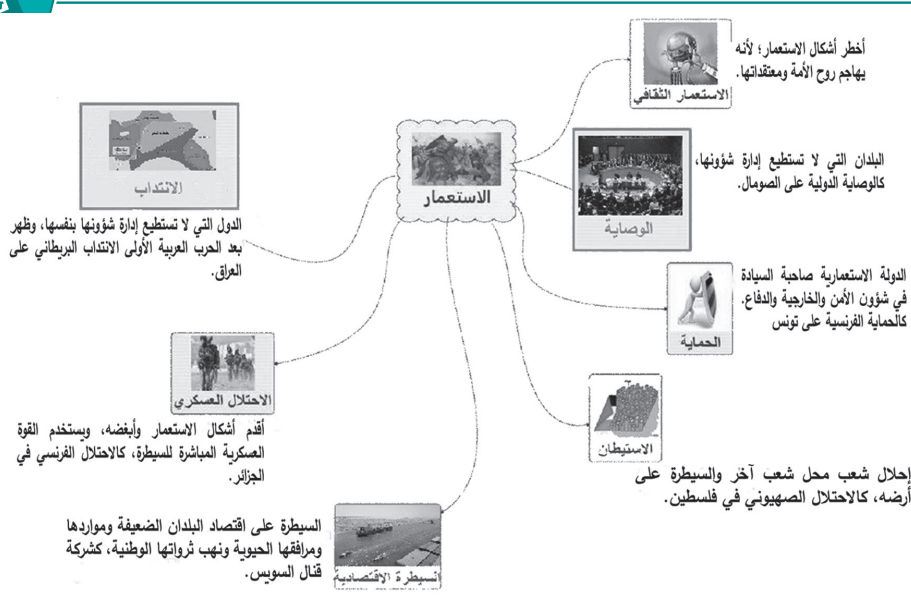 أخطر أشكال الاستعمار؛ لأنه
يهاجم روح الأمة ومعتقداتها.
الاستعمار الثقافي
البلدان التي لا تستطيع إدارة شؤونها،
كالوصاية الدولية على الصومال.
الوصاية
الاستعمار
الانتداب
الدول التي لا تستطيع إدارة شؤونها بنفسها، وظهر
بعد الحرب العربية الأولى الانتداب البريطاني على
العراق.
الدولة الاستعمارية صاحبة السيادة
في شؤون الأمن والخارجية والدفاع.
كالحماية الفرنسية على تونس
الحماية
الاحتلال العسكري
أقدم أشكال الاستعمار وأبغضه، ويستخدم القوة
العسكرية المباشرة للسيطرة، كالاحتلال الفرنسي في
الجزائر.
الاستيطان
إحلال شعب محل شعب آخر والسيطرة على
أرضه، كالاحتلال الصهيوني في فلسطين.
السيطرة على اقتصاد البلدان الضعيفة ومواردها
ومرافقها الحيوية ونهب ثرواتها الوطنية، كشركة
قنال السويس.
السيطرة الاقتصادية